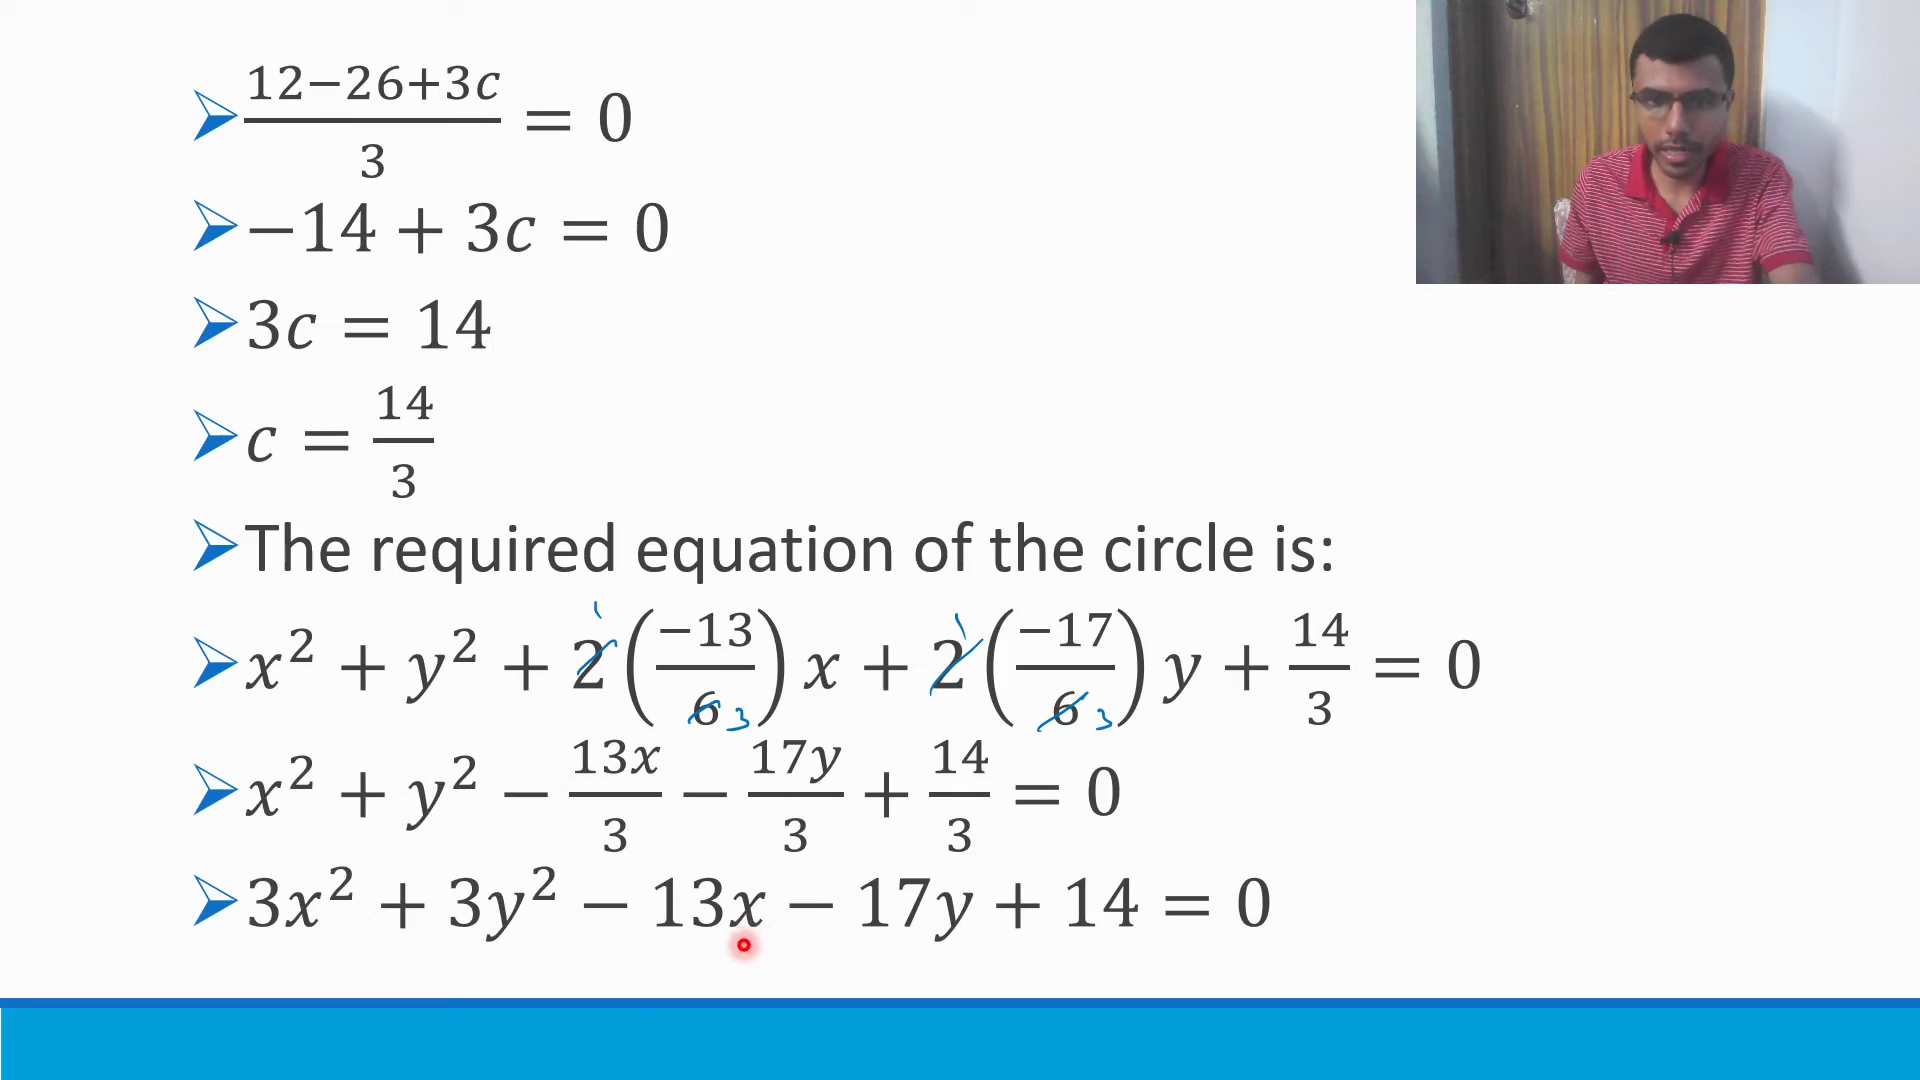 12−26+3c/3 = 0
−14 + 3c = 0
3c = 14
c = 14/3
The required equation of the circle is:
x² + y² + 2(−13/6)x + 2(−17/6)y + 14/3 = 0
x² + y² − 13x/3 − 17y/3 + 14/3 = 0
3x² + 3y² − 13x − 17y + 14 = 0